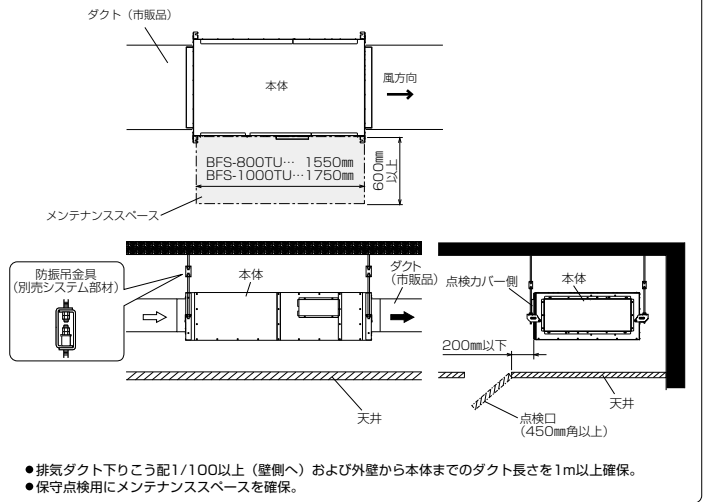 ダクト（市販品）
本体
風方向
BFS-800TU… 1550㎜
BFS-1000TU…1750㎜
600㎜
以上
メンテナンススペース
防振吊金具
（別売システム部材）
本体
ダクト
（市販品）
点検カバー側
本体
200㎜以下
天井
天井
点検口
（450㎜角以上）
●排気ダクト下りこう配1/100以上（壁側へ）および外壁から本体までのダクト長さを1m以上確保。
●保守点検用にメンテナンススペースを確保。